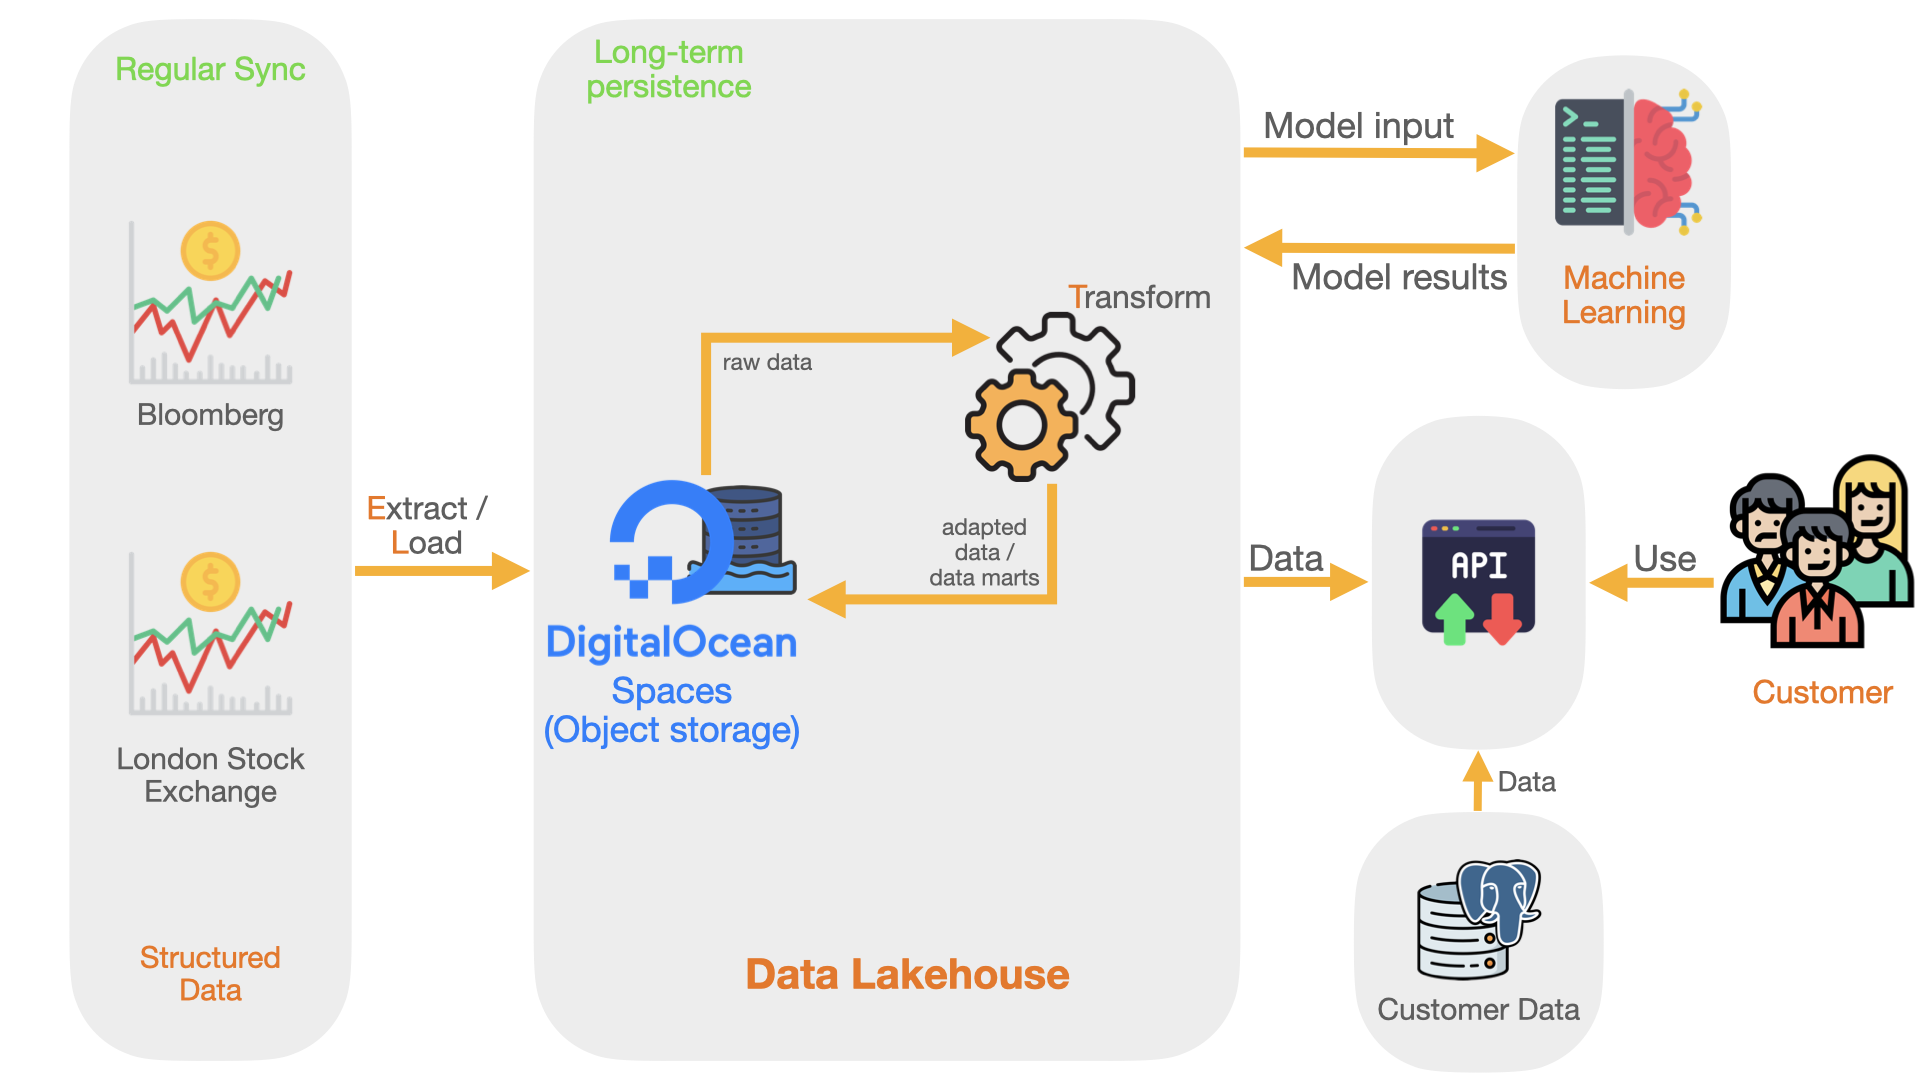 Regular Sync
Bloomberg
London Stock
Exchange
Structured
Data
Extract /
Load
Long-term
persistence
raw data
Transform
adapted
data /
data marts
DigitalOcean
Spaces
(Object storage)
Data Lakehouse
Model input
Model results
Machine
Learning
Data
API
Use
Customer
Data
Customer Data